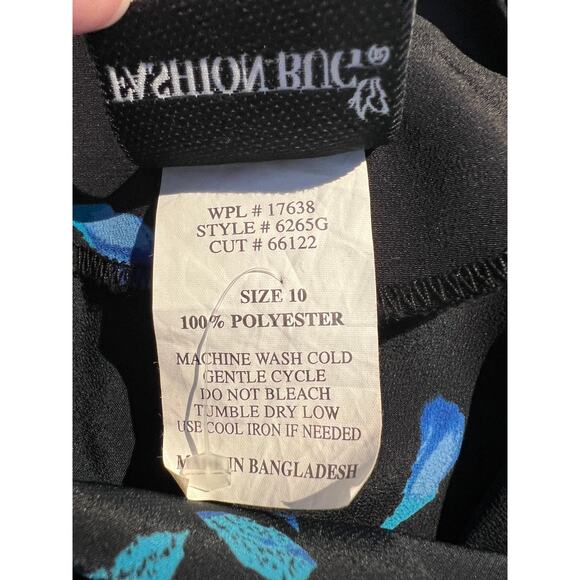 FASHION BUG®
WPL # 17638
STYLE # 6265G
CUT # 66122
SIZE 10
100% POLYESTER
MACHINE WASH COLD
GENTLE CYCLE
DO NOT BLEACH
TUMBLE DRY LOW
USE COOL IRON IF NEEDED
MADE IN BANGLADESH